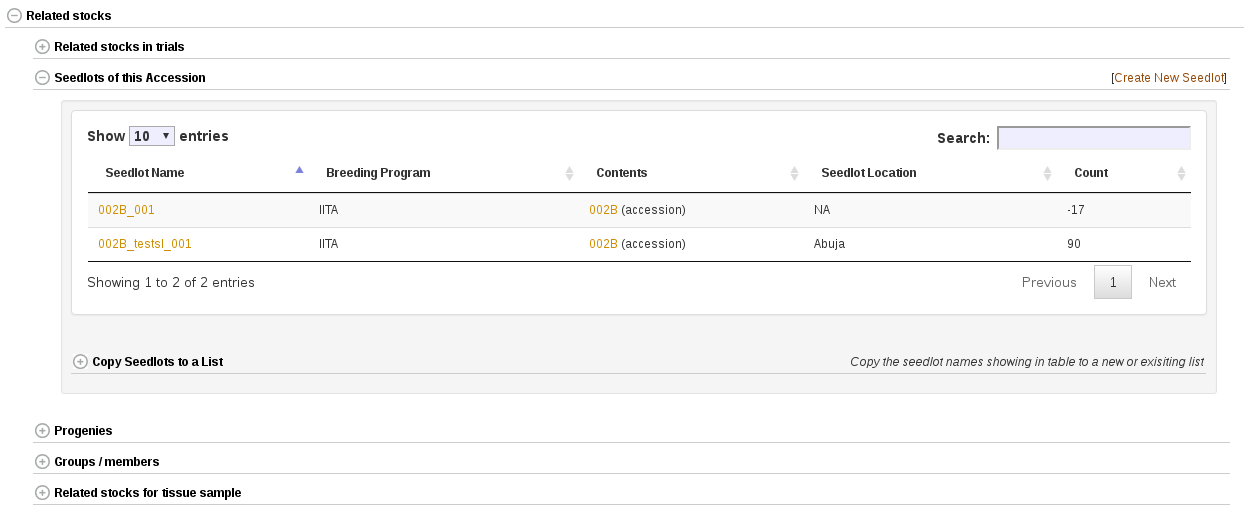 Related stocks
Related stocks in trials
Seedlots of this Accession [Create New Seedlot]
Show 10 entries Search:
Seedlot Name Breeding Program Contents Seedlot Location Count
002B_001 IITA 002B (accession) NA -17
002B_testsl_001 IITA 002B (accession) Abuja 90
Showing 1 to 2 of 2 entries Previous 1 Next
Copy Seedlots to a List Copy the seedlot names showing in table to a new or exisiting list
Progenies
Groups / members
Related stocks for tissue sample